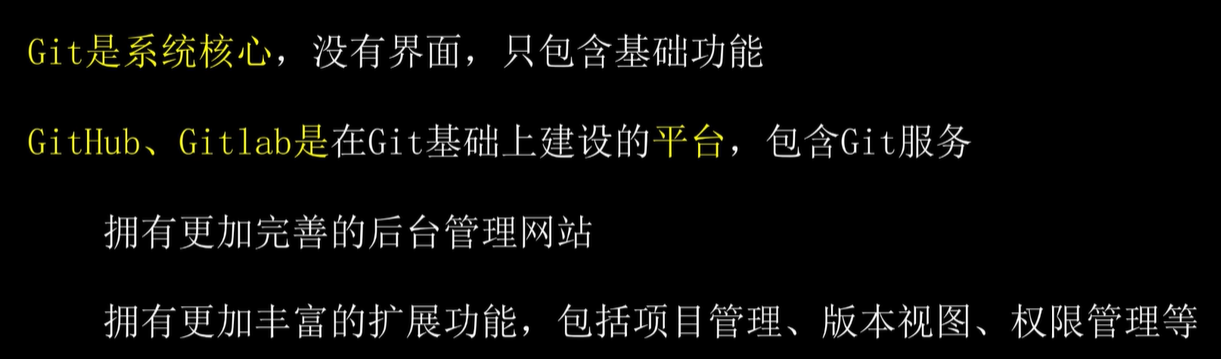 Git是系统核心，没有界面，只包含基础功能
GitHub、Gitlab是在Git基础上建设的平台，包含Git服务
拥有更加完善的后台管理网站
拥有更加丰富的扩展功能，包括项目管理、版本视图、权限管理等